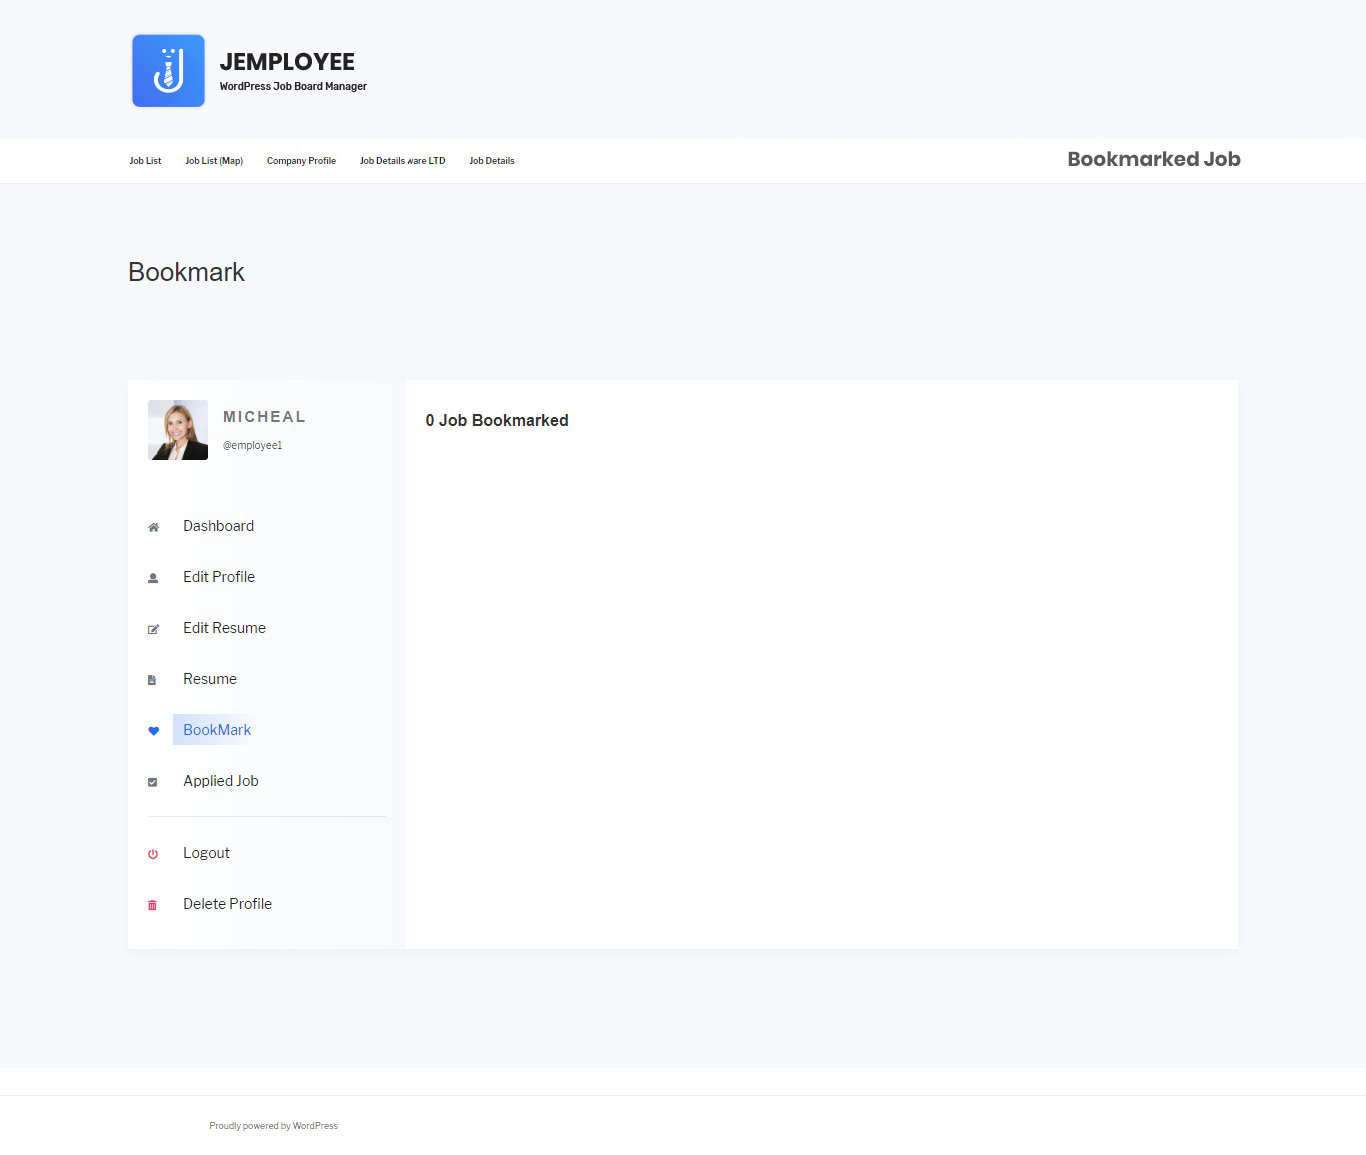 JEMPLOYEE
WordPress Job Board Manager
Job List Job List (Map) Company Profile Job Details ware LTD Job Details
Bookmarked Job
Bookmark
MICHEAL
@employee1
0 Job Bookmarked
Dashboard
Edit Profile
Edit Resume
Resume
BookMark
Applied Job
Logout
Delete Profile
Proudly powered by WordPress